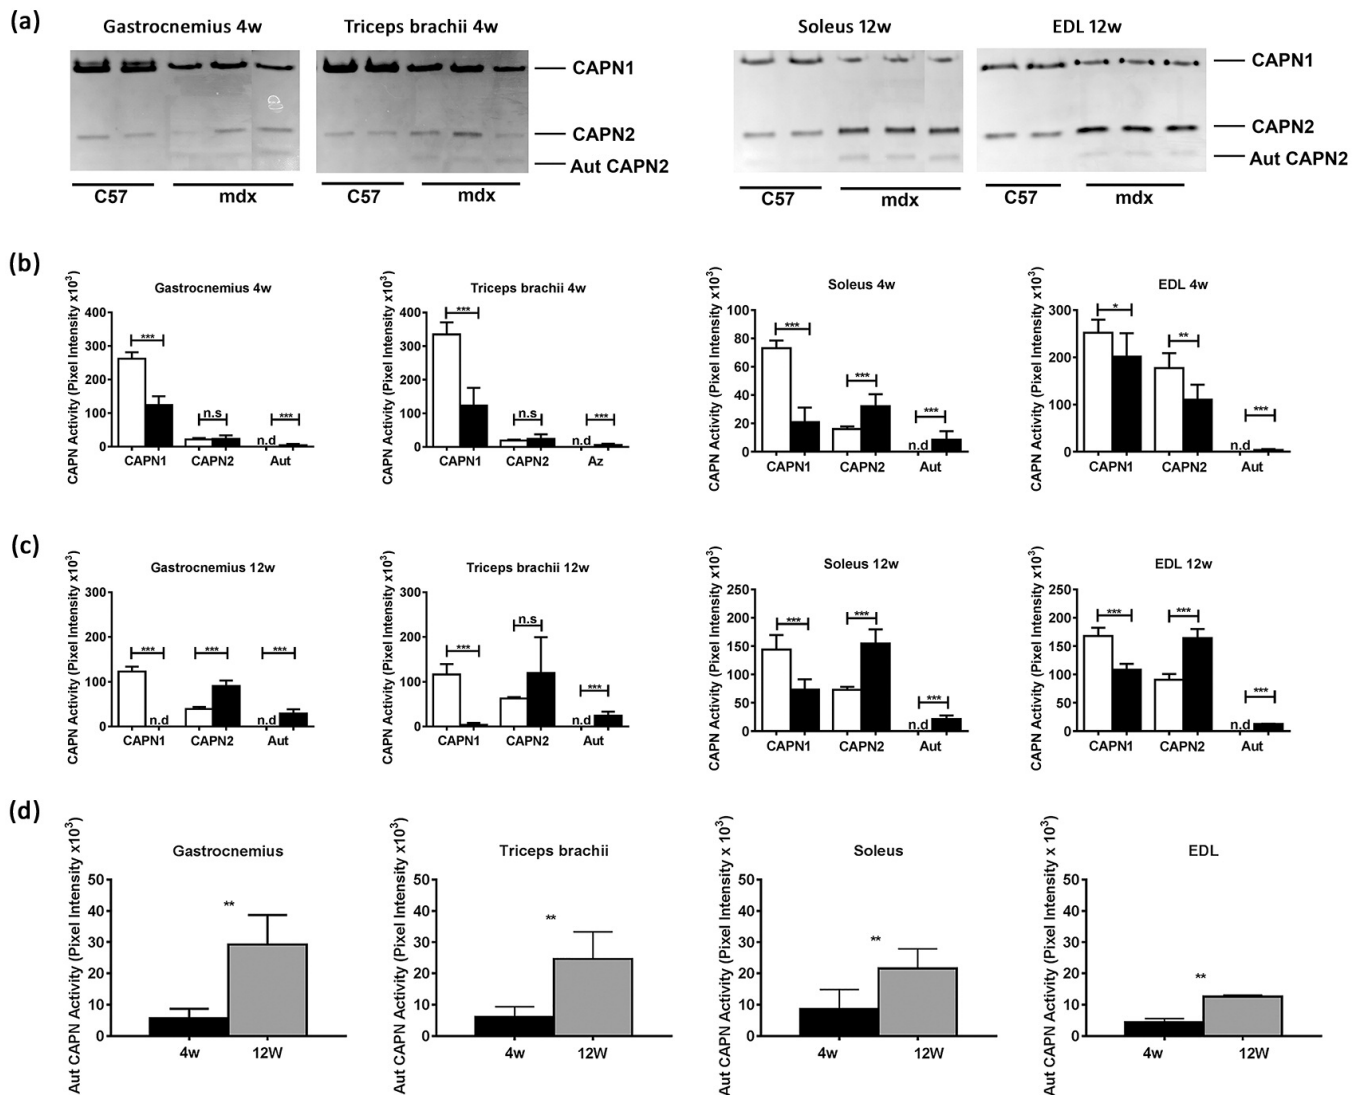 (a)
Gastrocnemius 4w
Triceps brachii 4w
Soleus 12w
EDL 12w
CAPN1
CAPN2
Aut CAPN2
CAPN1
CAPN2
Aut CAPN2
C57
mdx
C57
mdx
C57
mdx
C57
mdx
(b)
CAPN Activity (Pixel Intensity x10³)
Gastrocnemius 4w
400
300
200
100
0
***
n.s
n.d
***
CAPN1
CAPN2
Aut
CAPN Activity (Pixel Intensity x10³)
Triceps brachii 4w
400
300
200
100
0
***
n.s
n.d
***
CAPN1
CAPN2
Az
CAPN Activity (Pixel Intensity x10³)
Soleus 4w
100
80
60
40
20
0
***
***
n.d
***
CAPN1
CAPN2
Aut
CAPN Activity (Pixel Intensity x10³)
EDL 4w
300
200
100
0
*
**
n.d
***
CAPN1
CAPN2
Aut
(c)
CAPN Activity (Pixel Intensity x10³)
Gastrocnemius 12w
300
200
100
0
***
n.d
***
n.d
***
CAPN1
CAPN2
Aut
CAPN Activity (Pixel Intensity x10³)
Triceps brachii 12w
300
200
100
0
***
n.s
n.d
***
CAPN1
CAPN2
Aut
CAPN Activity (Pixel Intensity x10³)
Soleus 12w
250
200
150
100
50
0
***
***
n.d
***
CAPN1
CAPN2
Aut
CAPN Activity (Pixel Intensity x10³)
EDL 12w
250
200
150
100
50
0
***
***
n.d
***
CAPN1
CAPN2
Aut
(d)
Aut CAPN Activity (Pixel Intensity x10³)
Gastrocnemius
50
40
30
20
10
0
**
4w
12W
Aut CAPN Activity (Pixel Intensity x10³)
Triceps brachii
50
40
30
20
10
0
**
4w
12W
Aut CAPN Activity (Pixel Intensity x 10³)
Soleus
50
40
30
20
10
0
**
4w
12W
Aut CAPN Activity (Pixel Intensity x 10³)
EDL
50
40
30
20
10
0
**
4w
12W